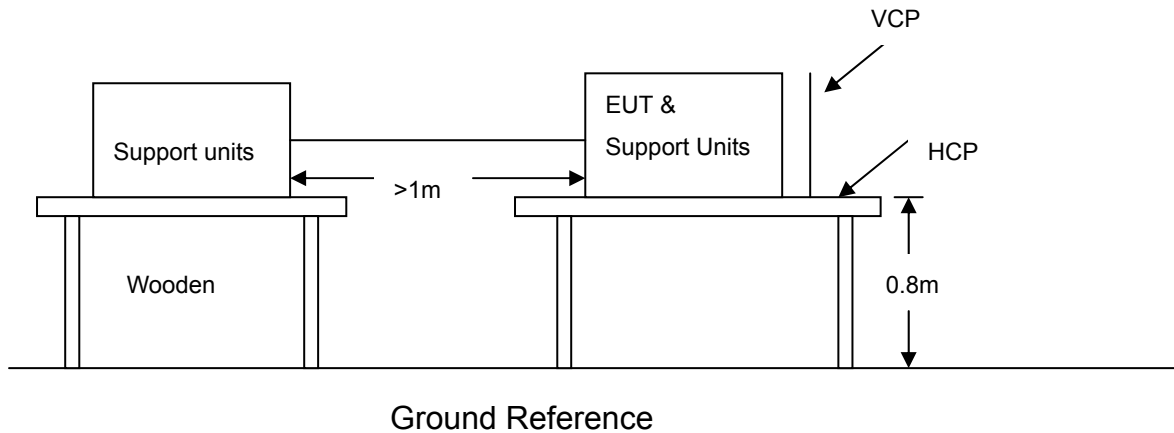 VCP
EUT &
Support Units
Support units
HCP
>1m
Wooden
0.8m
Ground Reference